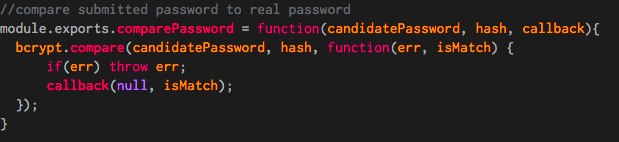 //compare submitted password to real password
module.exports.comparePassword = function(candidatePassword, hash, callback){
  bcrypt.compare(candidatePassword, hash, function(err, isMatch) {
      if(err) throw err;
      callback(null, isMatch);
  });
}